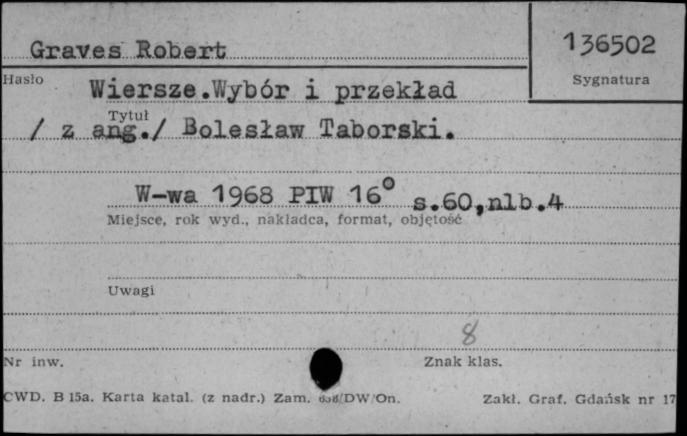 Graves Robert
136502
Hasło
Sygnatura
Wiersze.Wybór i przekład
Tytuł
/ z ang./ Bolesław Taborski.
W-wa 1968 PIW 16° s.60,nlb.4
Miejsce, rok wyd., nakładca, format, objętość
Uwagi
8
Nr inw.
Znak klas.
CWD. B 15a. Karta katal. (z nadr.) Zam. /DW/On.
Zakł. Graf. Gdańsk nr 17